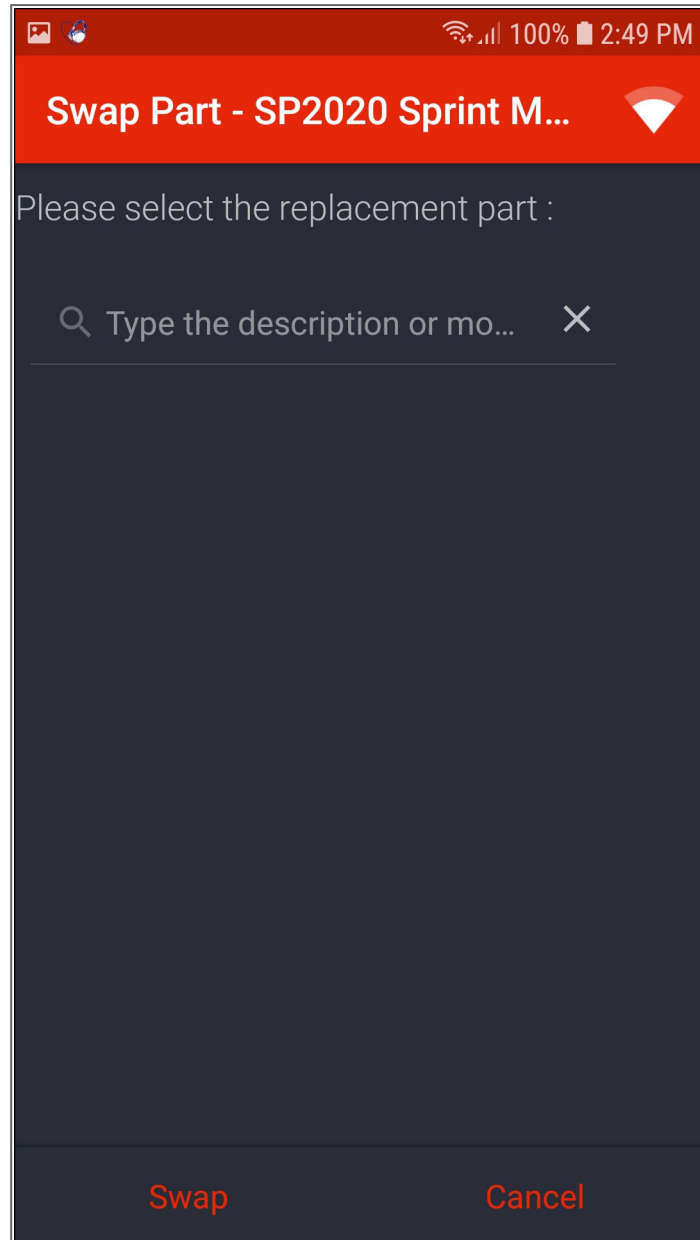 100% 2:49 PM
Swap Part - SP2020 Sprint M...
Please select the replacement part :
Type the description or mo...
Swap Cancel